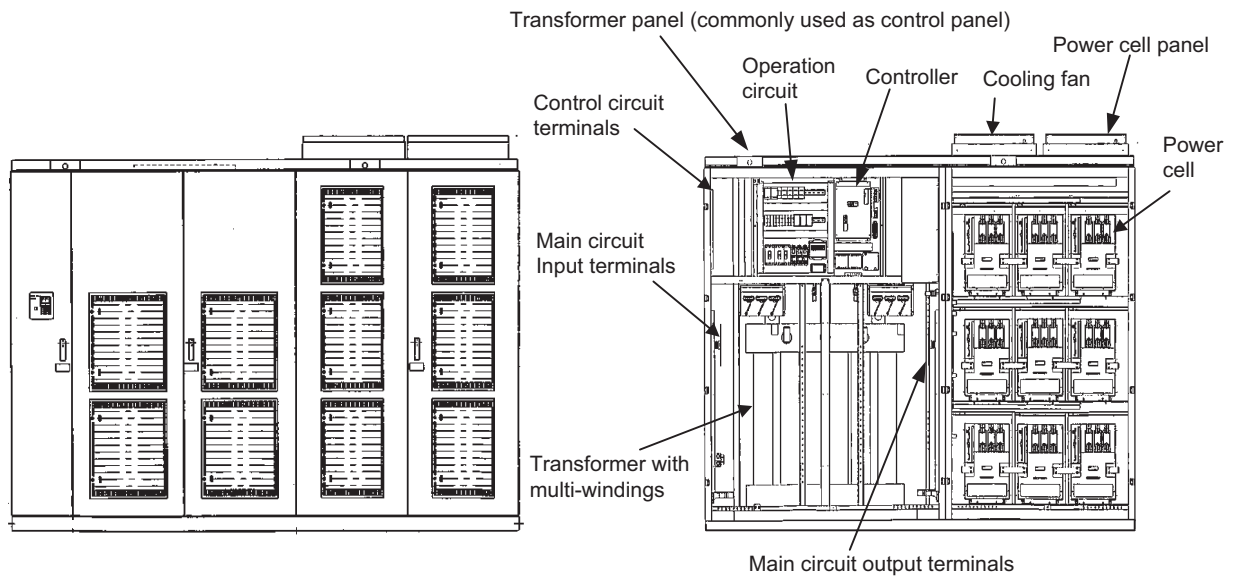 Transformer panel (commonly used as control panel)
Power cell panel
Operation
circuit
Controller
Cooling fan
Control circuit
terminals
Power
cell
Main circuit
Input terminals
Transformer with
multi-windings
Main circuit output terminals